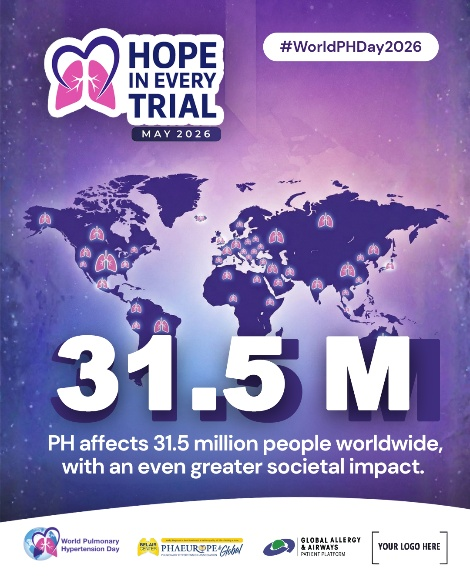 HOPE
IN EVERY
TRIAL
MAY 2026
#WorldPHDay2026
31.5 M
PH affects 31.5 million people worldwide,
with an even greater societal impact.
World Pulmonary
Hypertension Day
PHAEUROPE & Global
GLOBAL ALLERGY
& AIRWAYS
PATIENT PLATFORM
YOUR LOGO HERE